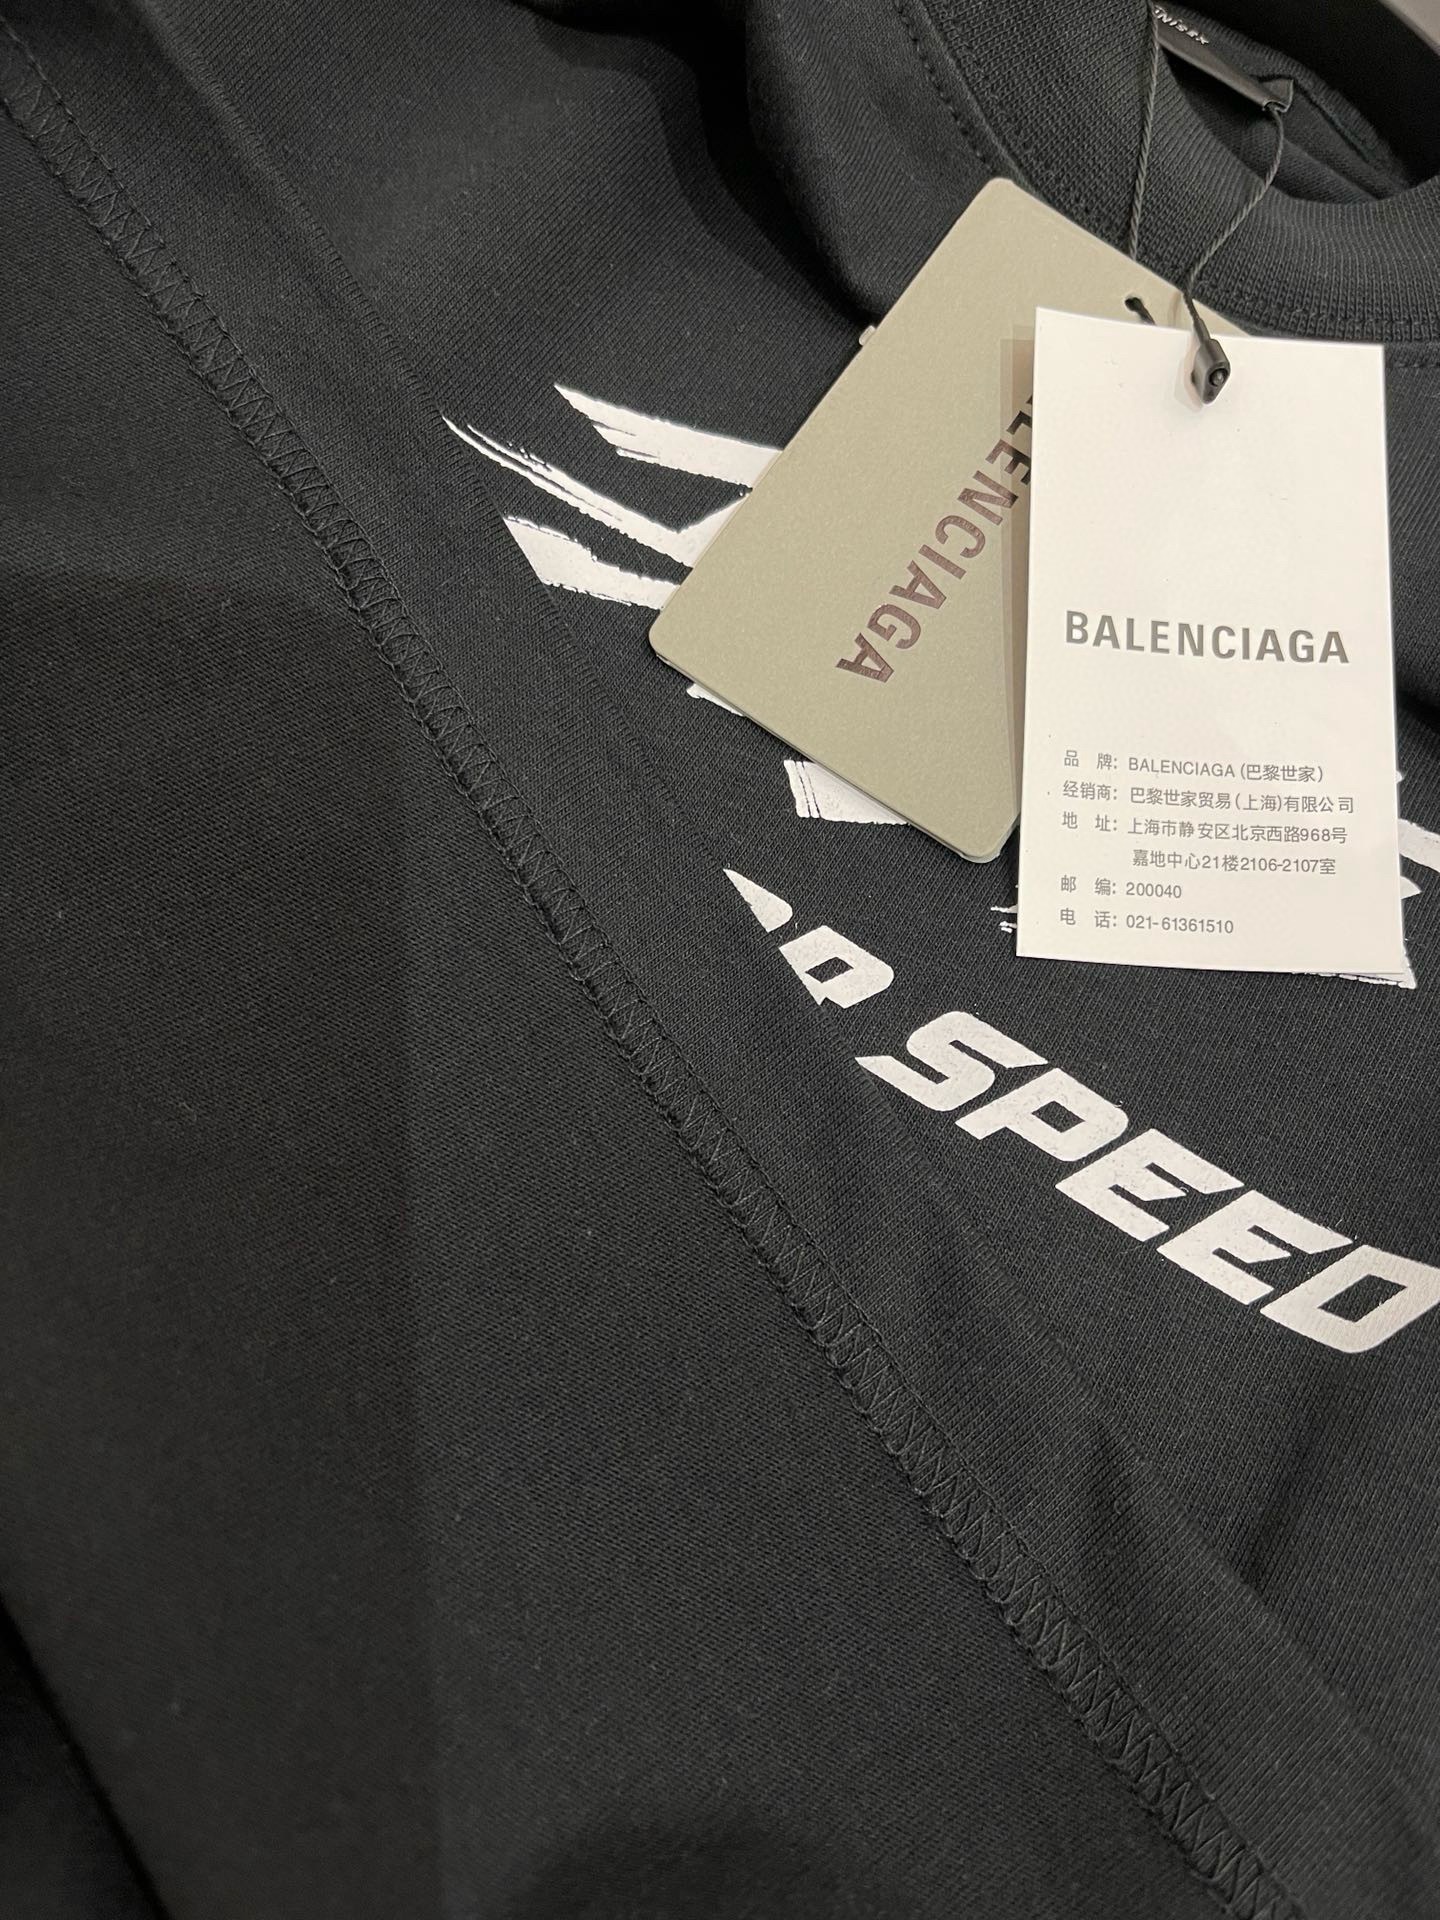 Unisex
BALENCIAGA
BALENCIAGA
品 牌: BALENCIAGA (巴黎世家)
经销商: 巴黎世家贸易(上海)有限公司
地 址: 上海市静安区北京西路968号
嘉地中心21楼2106-2107室
邮 编: 200040
电 话: 021-61361510
SPEED